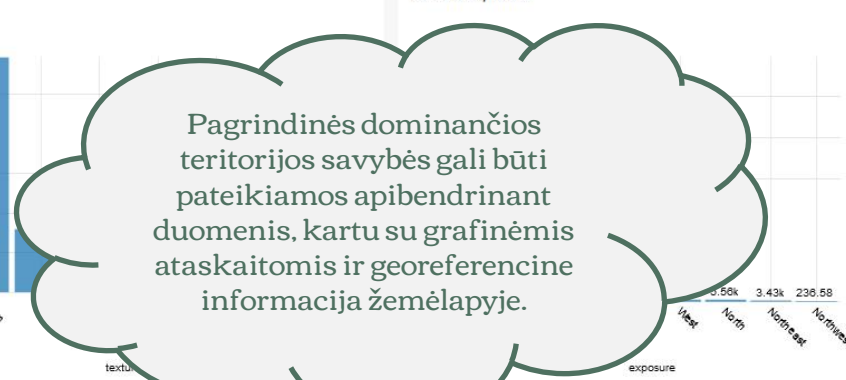 Pagrindinės dominančios
teritorijos savybės gali būti
pateikiamos apibendrinant
duomenis, kartu su grafinėmis
ataskaitomis ir georeferencine
informacija žemėlapyje.
3.43k 236.58
West North Northeast
exposure